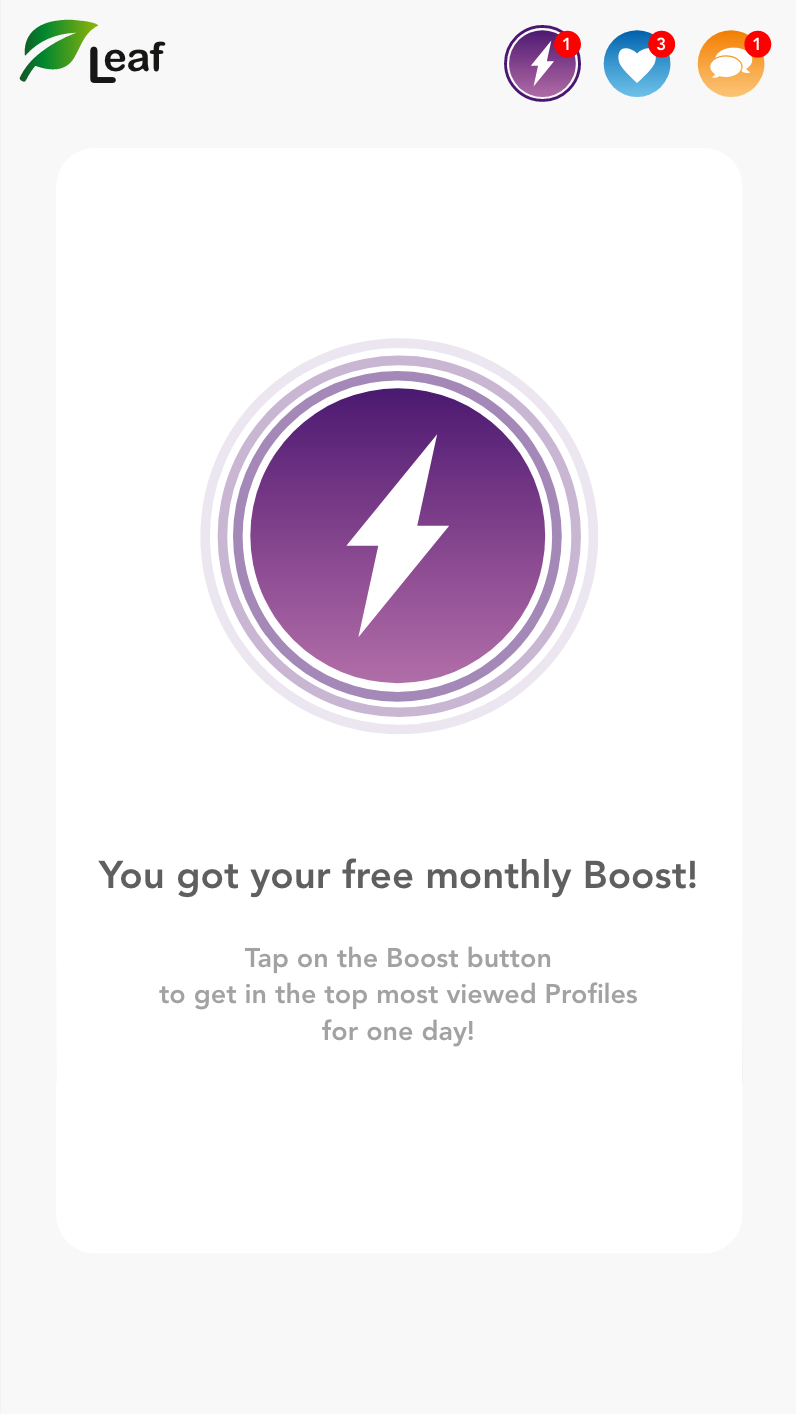 Leaf
1
3
1
You got your free monthly Boost!
Tap on the Boost button
to get in the top most viewed Profiles
for one day!